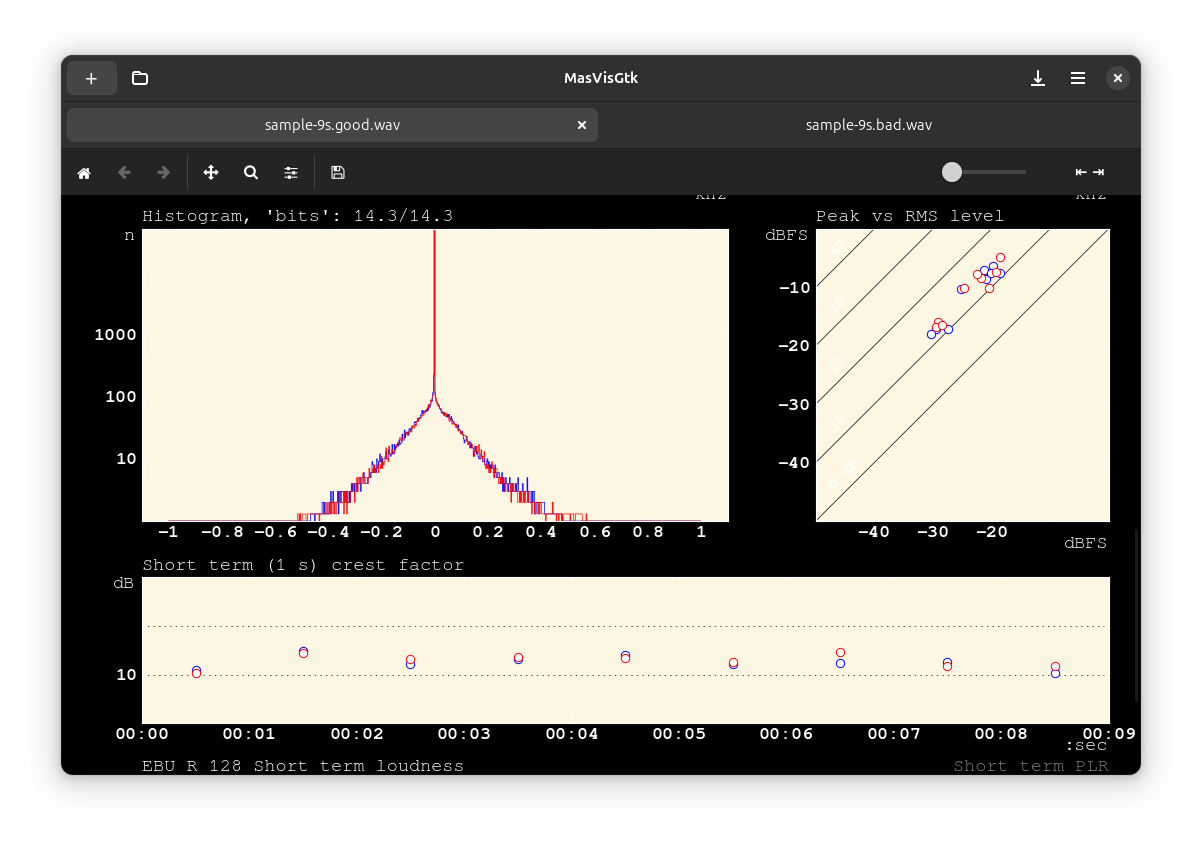 MasVisGtk
sample-9s.good.wav
sample-9s.bad.wav
kHz kHz
Histogram, 'bits': 14.3/14.3
n
1000
100
10
−1 −0.8 −0.6 −0.4 −0.2 0 0.2 0.4 0.6 0.8 1
Peak vs RMS level
dBFS
−10
−20
−30
−40
40
30
20
10
0 dB
−40 −30 −20
dBFS
Short term (1 s) crest factor
dB
10
00:00 00:01 00:02 00:03 00:04 00:05 00:06 00:07 00:08 00:09
:sec
EBU R 128 Short term loudness
Short term PLR